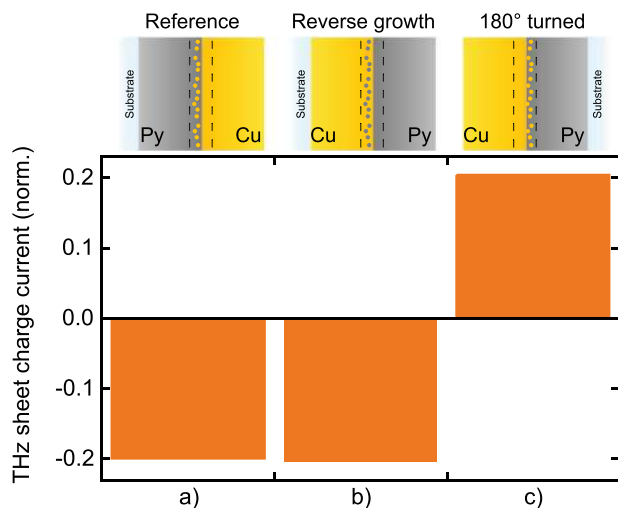 Reference Reverse growth 180° turned
Substrate Substrate Substrate
Py Cu Cu Py Cu Py
THz sheet charge current (norm.)
0.2
0.1
0.0
-0.1
-0.2
a) b) c)